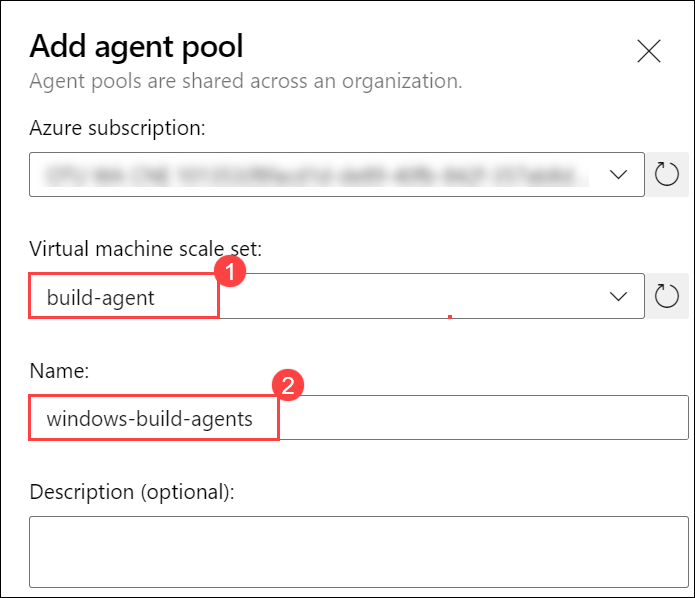 Add agent pool
Agent pools are shared across an organization.
Azure subscription:
Virtual machine scale set:
1
build-agent
Name:
2
windows-build-agents
Description (optional):